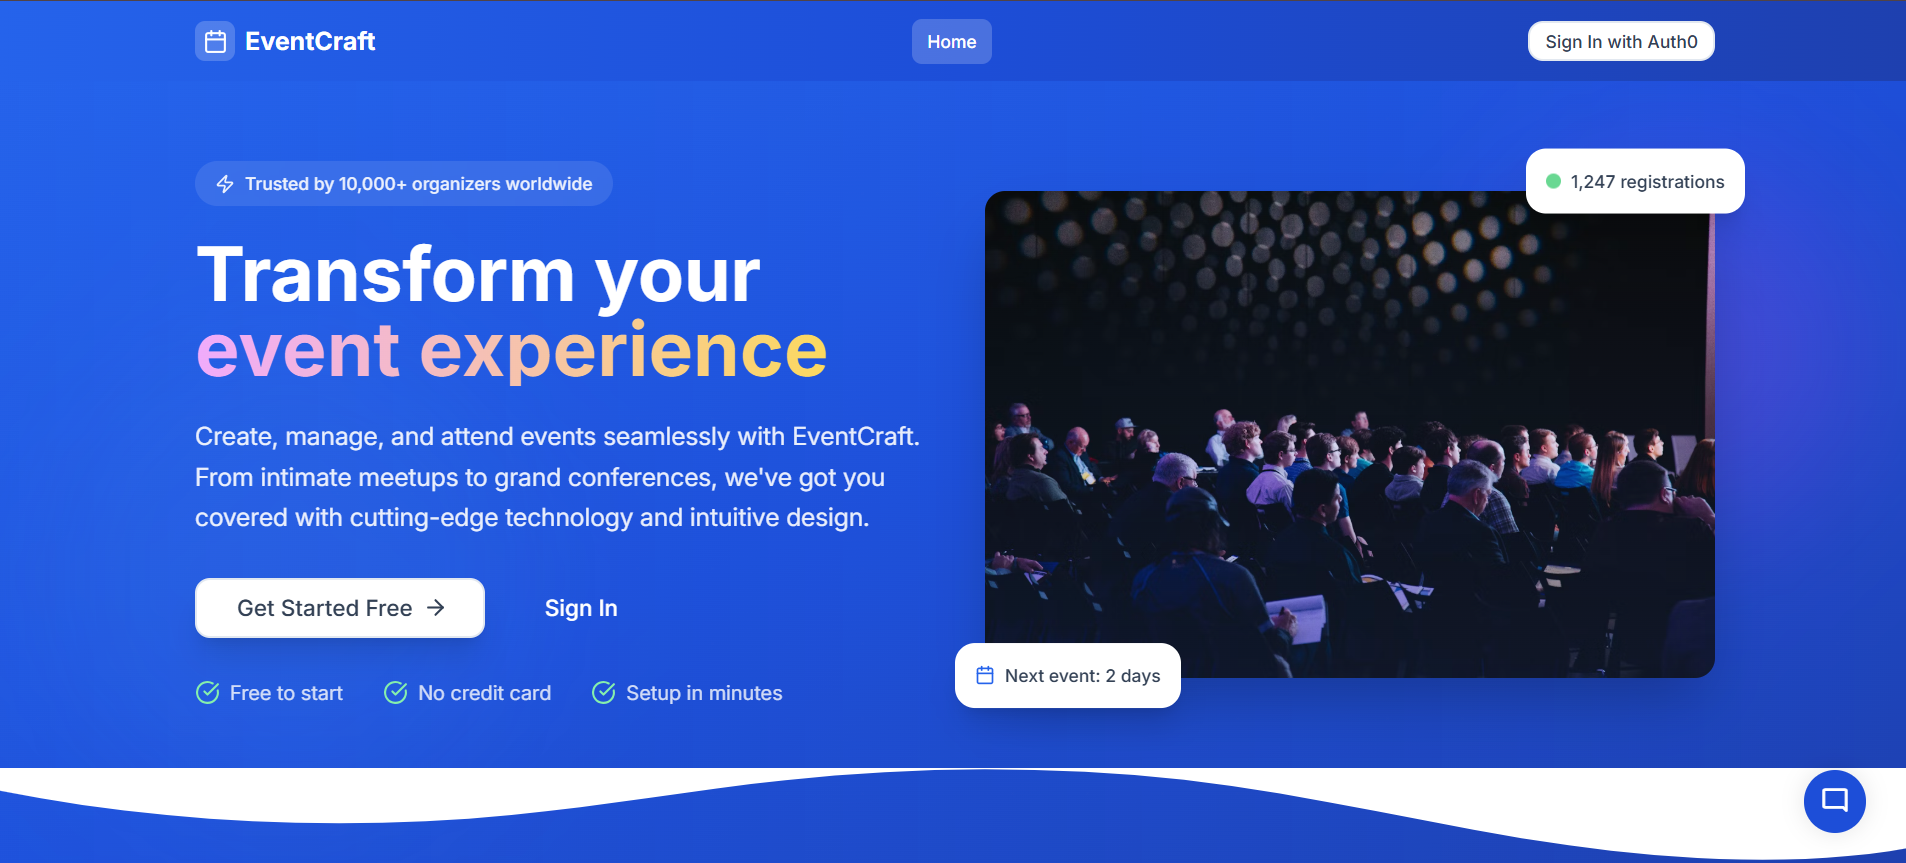 EventCraft
Home
Sign In with Auth0
Trusted by 10,000+ organizers worldwide
1,247 registrations
Transform your
event experience
Create, manage, and attend events seamlessly with EventCraft.
From intimate meetups to grand conferences, we've got you
covered with cutting-edge technology and intuitive design.
Get Started Free
Sign In
Next event: 2 days
Free to start
No credit card
Setup in minutes